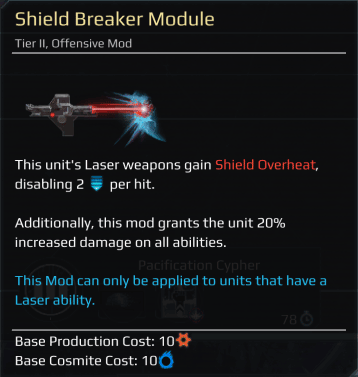 Shield Breaker Module
Tier II, Offensive Mod
This unit's Laser weapons gain Shield Overheat,
disabling 2 per hit.
Additionally, this mod grants the unit 20%
increased damage on all abilities.
Pacification Cypher
This Mod can only be applied to units that have a
Laser ability.
78
Base Production Cost: 10
Base Cosmite Cost: 10